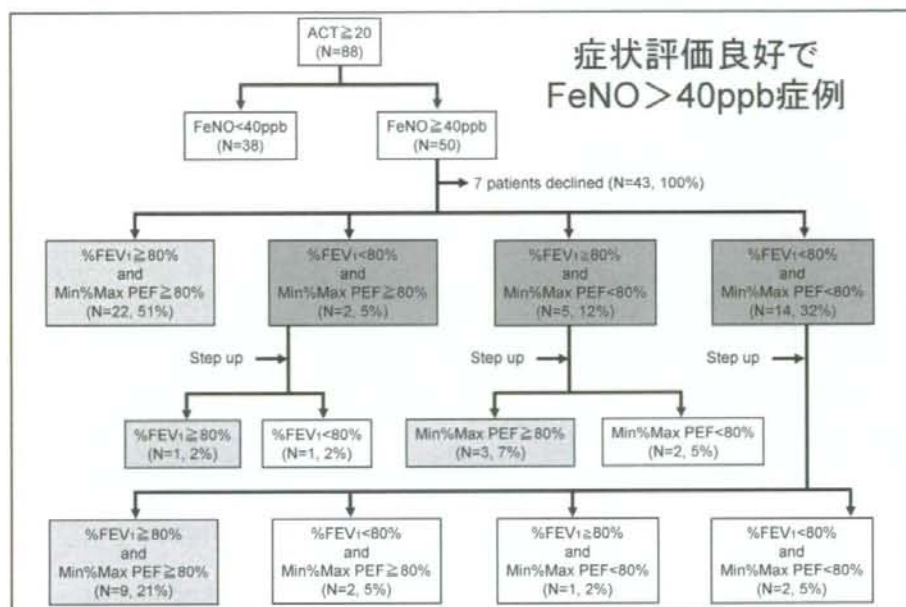 ACT≧20
(N=88)
症状評価良好で
FeNO＞40ppb症例
FeNO<40ppb
(N=38)
FeNO≧40ppb
(N=50)
7 patients declined (N=43, 100%)
%FEV₁≧80%
and
Min%Max PEF≧80%
(N=22, 51%)
%FEV₁<80%
and
Min%Max PEF≧80%
(N=2, 5%)
%FEV₁≧80%
and
Min%Max PEF<80%
(N=5, 12%)
%FEV₁<80%
and
Min%Max PEF<80%
(N=14, 32%)
Step up
Step up
Step up
%FEV₁≧80%
(N=1, 2%)
%FEV₁<80%
(N=1, 2%)
Min%Max PEF≧80%
(N=3, 7%)
Min%Max PEF<80%
(N=2, 5%)
%FEV₁≧80%
and
Min%Max PEF≧80%
(N=9, 21%)
%FEV₁<80%
and
Min%Max PEF≧80%
(N=2, 5%)
%FEV₁≧80%
and
Min%Max PEF<80%
(N=1, 2%)
%FEV₁<80%
and
Min%Max PEF<80%
(N=2, 5%)